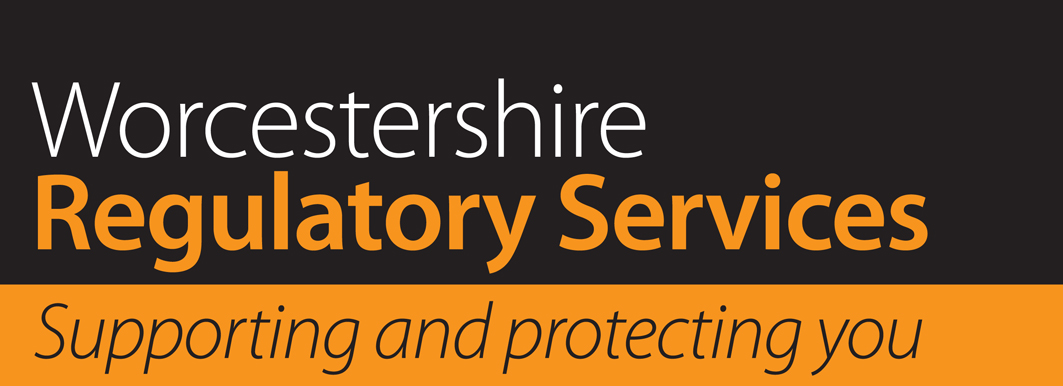 Worcestershire
Regulatory Services
Supporting and protecting you